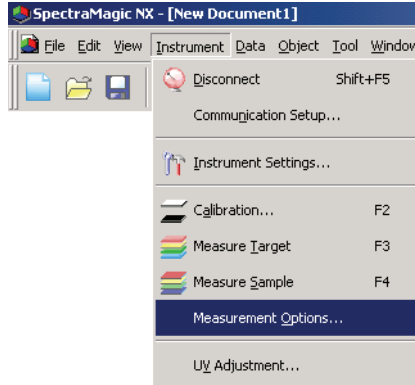 SpectraMagic NX - [New Document1]
File Edit View Instrument Data Object Tool Window
Disconnect Shift+F5
Communication Setup...
Instrument Settings...
Calibration... F2
Measure Target F3
Measure Sample F4
Measurement Options...
UV Adjustment...